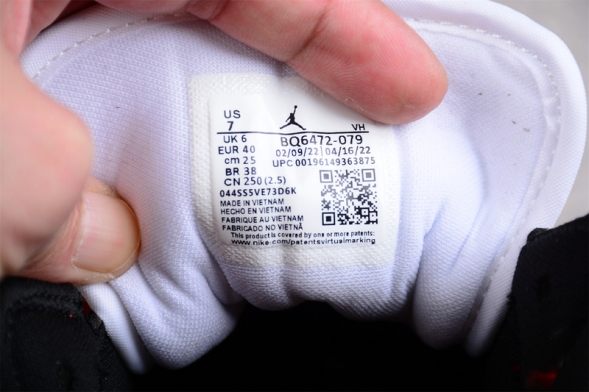 US
7
VH
UK 6 BQ6472-079
EUR 40 02/09/22 04/16/22
cm 25 UPC 00196149363875
BR 38
CN 250 (2.5)
044SS5VE73D6K
MADE IN VIETNAM
HECHO EN VIETNAM
FABRIQUE AU VIETNAM
FABRICADO NO VIETNÃ
This product is covered by one or more patents:
www.nike.com/patentsvirtualmarking